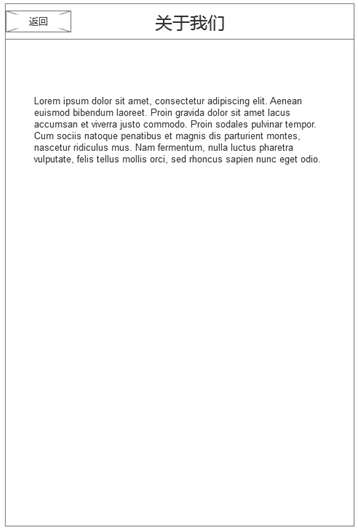 返回
关于我们
Lorem ipsum dolor sit amet, consectetur adipiscing elit. Aenean
euismod bibendum laoreet. Proin gravida dolor sit amet lacus
accumsan et viverra justo commodo. Proin sodales pulvinar tempor.
Cum sociis natoque penatibus et magnis dis parturient montes,
nascetur ridiculus mus. Nam fermentum, nulla luctus pharetra
vulputate, felis tellus mollis orci, sed rhoncus sapien nunc eget odio.